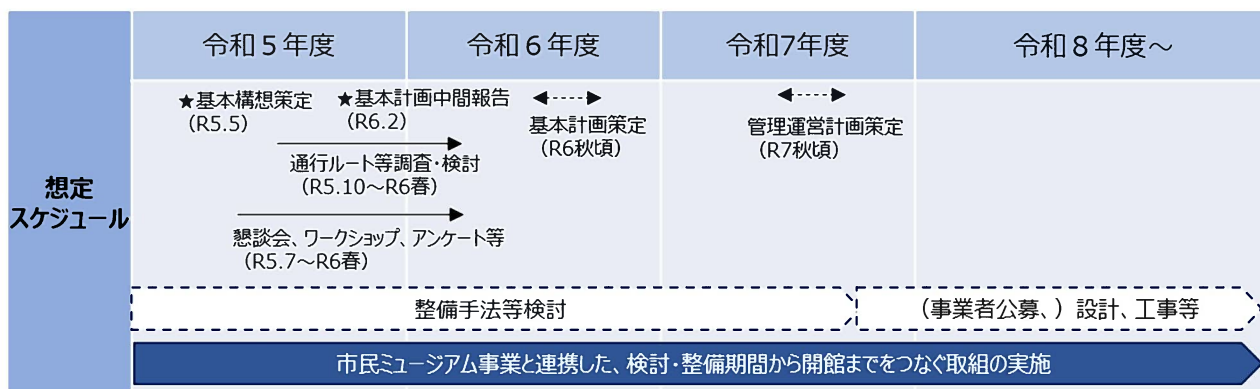 令和５年度
令和６年度
令和7年度
令和８年度～
想定
スケジュール
★基本構想策定
(R5.5)
★基本計画中間報告
(R6.2)
基本計画策定
(R6秋頃)
管理運営計画策定
(R7秋頃)
通行ルート等調査・検討
(R5.10～R6春)
懇談会、ワークショップ、アンケート等
(R5.7～R6春)
整備手法等検討
（事業者公募、）設計、工事等
市民ミュージアム事業と連携した、検討・整備期間から開館までをつなぐ取組の実施